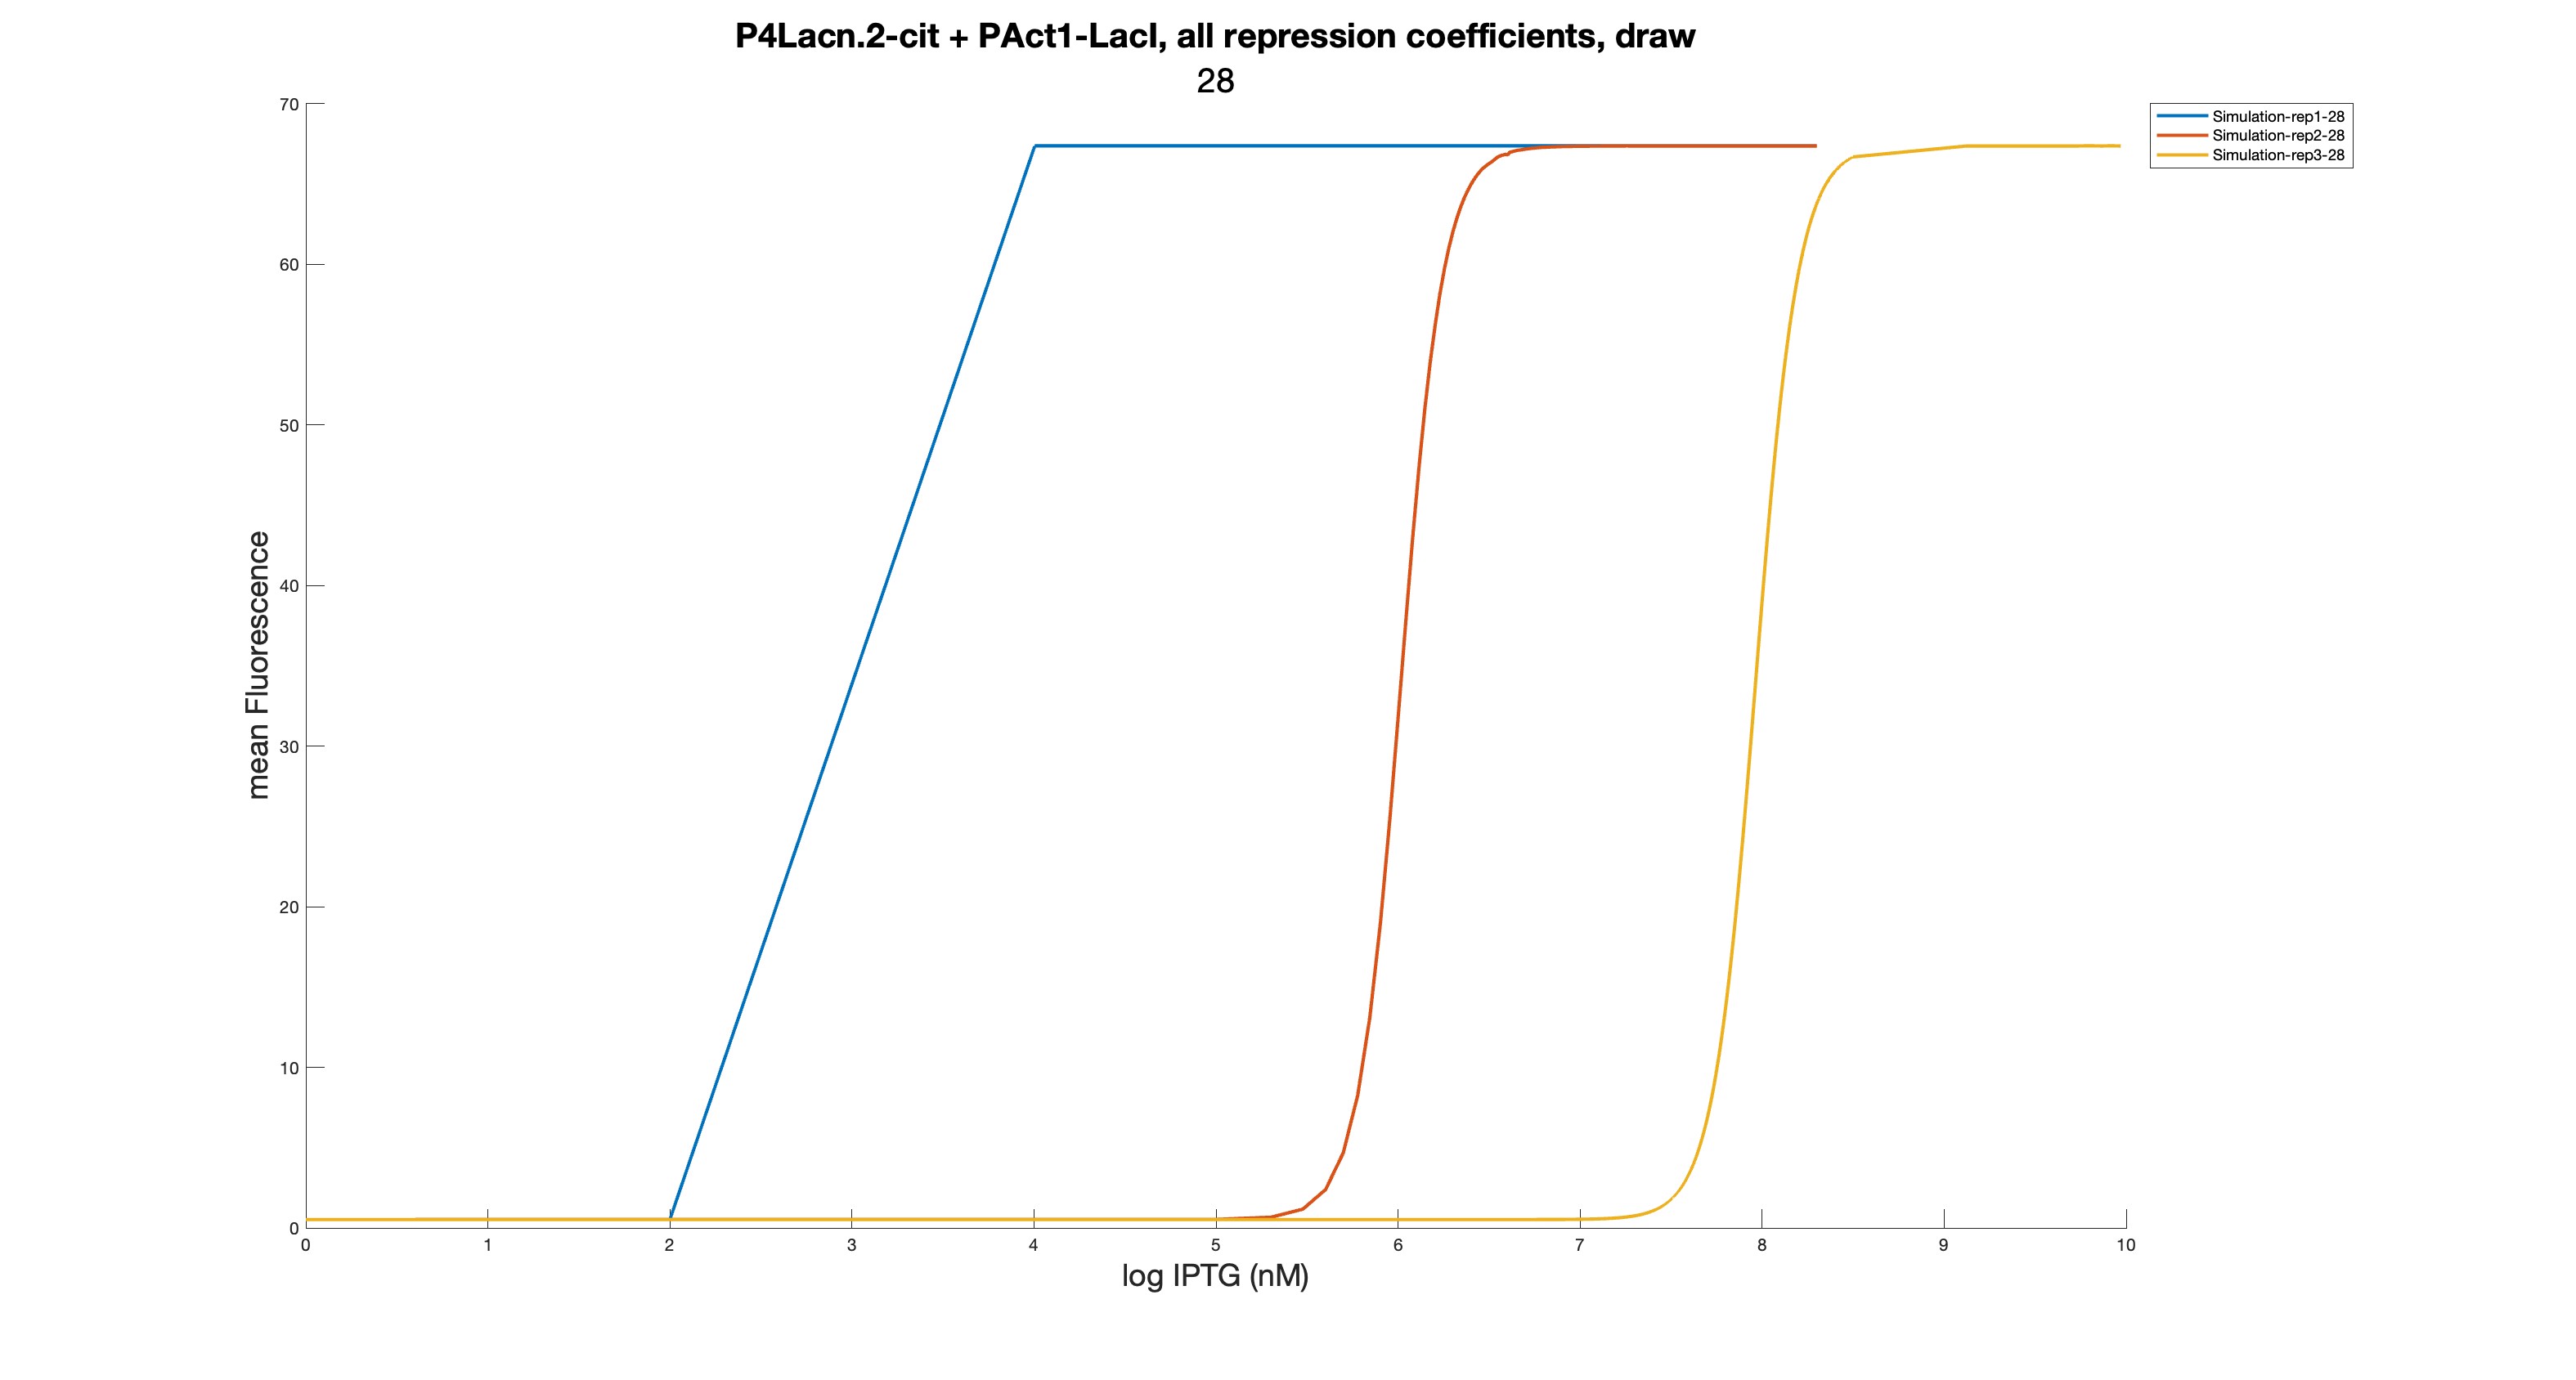 P4Lacn.2-cit + PAct1-LacI, all repression coefficients, draw
28
Simulation-rep1-28
Simulation-rep2-28
Simulation-rep3-28
70
60
50
40
30
20
10
0
mean Fluorescence
0 1 2 3 4 5 6 7 8 9 10
log IPTG (nM)